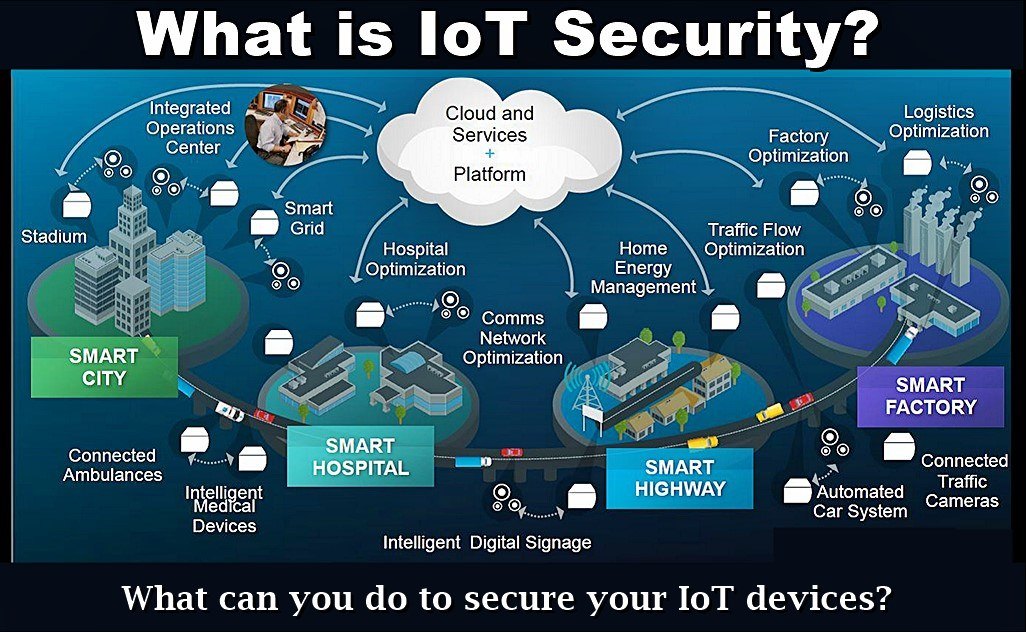 What is IoT Security?
Integrated
Operations
Center
Cloud and
Services
+
Platform
Logistics
Optimization
Factory
Optimization
Stadium
Smart
Grid
Hospital
Optimization
Home
Energy
Management
Traffic Flow
Optimization
Comms
Network
Optimization
SMART
CITY
SMART
HOSPITAL
SMART
HIGHWAY
SMART
FACTORY
Connected
Ambulances
Intelligent
Medical
Devices
Intelligent Digital Signage
Automated
Car System
Connected
Traffic
Cameras
What can you do to secure your IoT devices?